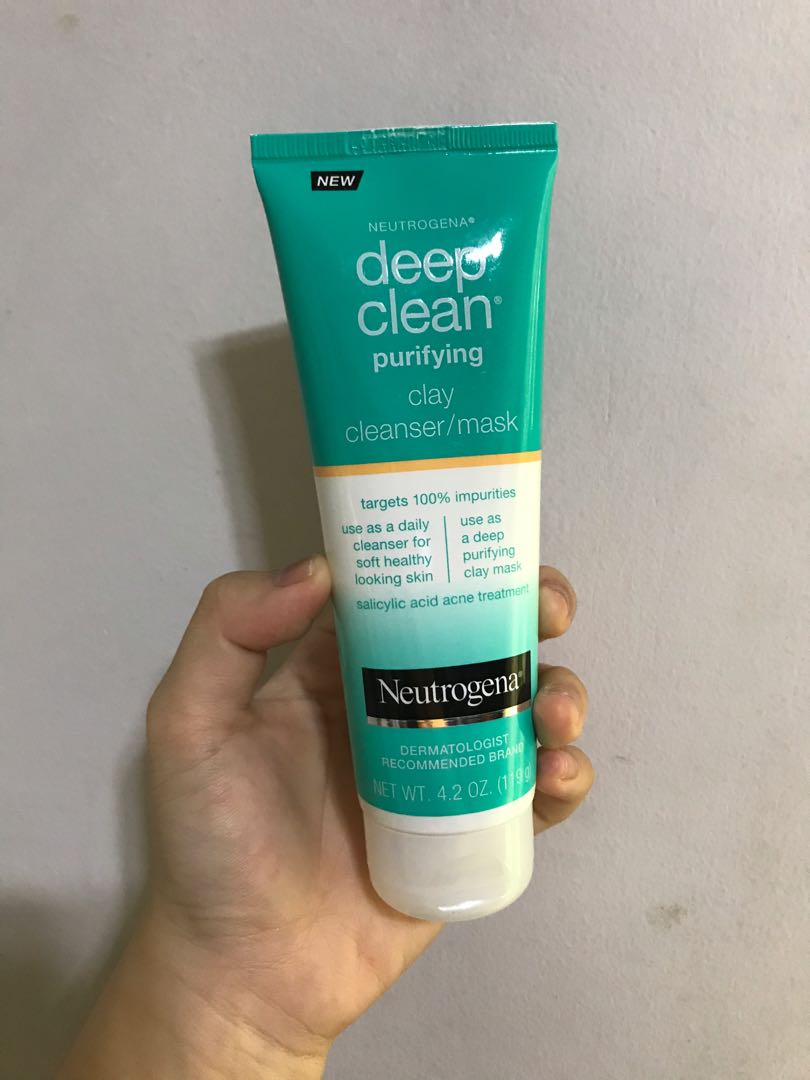 NEW
NEUTROGENA®
deep
clean®
purifying
clay
cleanser/mask
targets 100% impurities
use as a daily
cleanser for
soft healthy
looking skin
use as
a deep
purifying
clay mask
salicylic acid acne treatment
Neutrogena®
DERMATOLOGIST
RECOMMENDED BRAND
NET WT. 4.2 OZ. (119g)